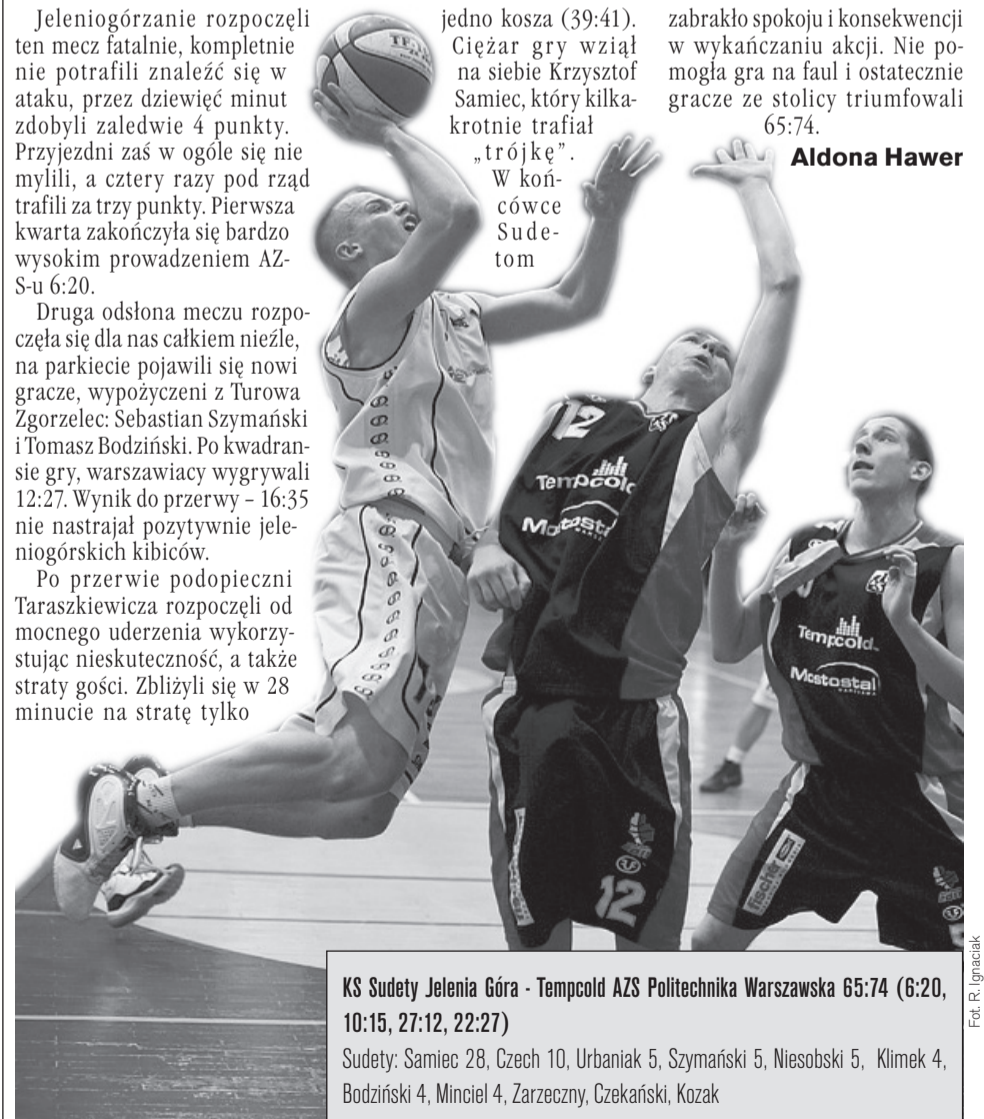 Jeleniogórzanie rozpoczęli
ten mecz fatalnie, kompletnie
nie potrafili znaleźć się w
ataku, przez dziewięć minut
zdobyli zaledwie 4 punkty.
Przyjezdni zaś w ogóle się nie
mylili, a cztery razy pod rząd
trafili za trzy punkty. Pierwsza
kwarta zakończyła się bardzo
wysokim prowadzeniem AZ-
S-u 6:20.
Druga odsłona meczu rozpo-
częła się dla nas całkiem nieźle,
na parkiecie pojawili się nowi
gracze, wypożyczeni z Turowa
Zgorzelec: Sebastian Szymański
i Tomasz Bodziński. Po kwadran-
sie gry, warszawiacy wygrywali
12:27. Wynik do przerwy – 16:35
nie nastrajał pozytywnie jele-
niogórskich kibiców.
Po przerwie podopieczni
Taraszkiewicza rozpoczęli od
mocnego uderzenia wykorzy-
stując nieskuteczność, a także
straty gości. Zbliżyli się w 28
minucie na stratę tylko
jedno kosza (39:41).
Ciężar gry wziął
na siebie Krzysztof
Samiec, który kilka-
krotnie trafiał
„trójkę”.
W koń-
cówce
Sude-
tom
zabrakło spokoju i konsekwencji
w wykańczaniu akcji. Nie po-
mogła gra na faul i ostatecznie
gracze ze stolicy triumfowali
65:74.
Aldona Hawer
12
Tempcold
Mostostal
12
Tempcold
Mostostal
WARSZAWA
fischer
KS Sudety Jelenia Góra - Tempcold AZS Politechnika Warszawska 65:74 (6:20,
10:15, 27:12, 22:27)
Sudety: Samiec 28, Czech 10, Urbaniak 5, Szymański 5, Niesobski 5, Klimek 4,
Bodziński 4, Minciel 4, Zarzeczny, Czekański, Kozak
Fot. R. Ignaciak